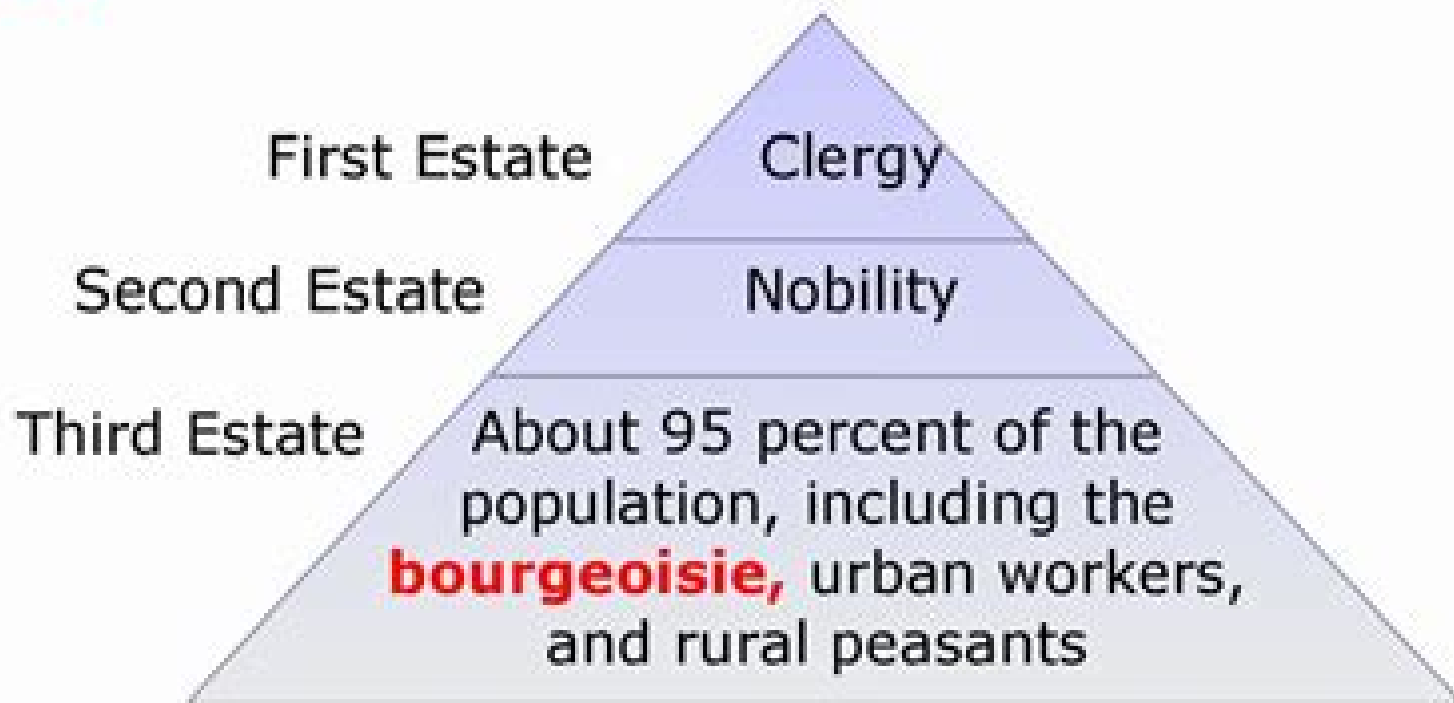 First Estate Clergy
Second Estate Nobility
Third Estate About 95 percent of the
population, including the
bourgeoisie, urban workers,
and rural peasants